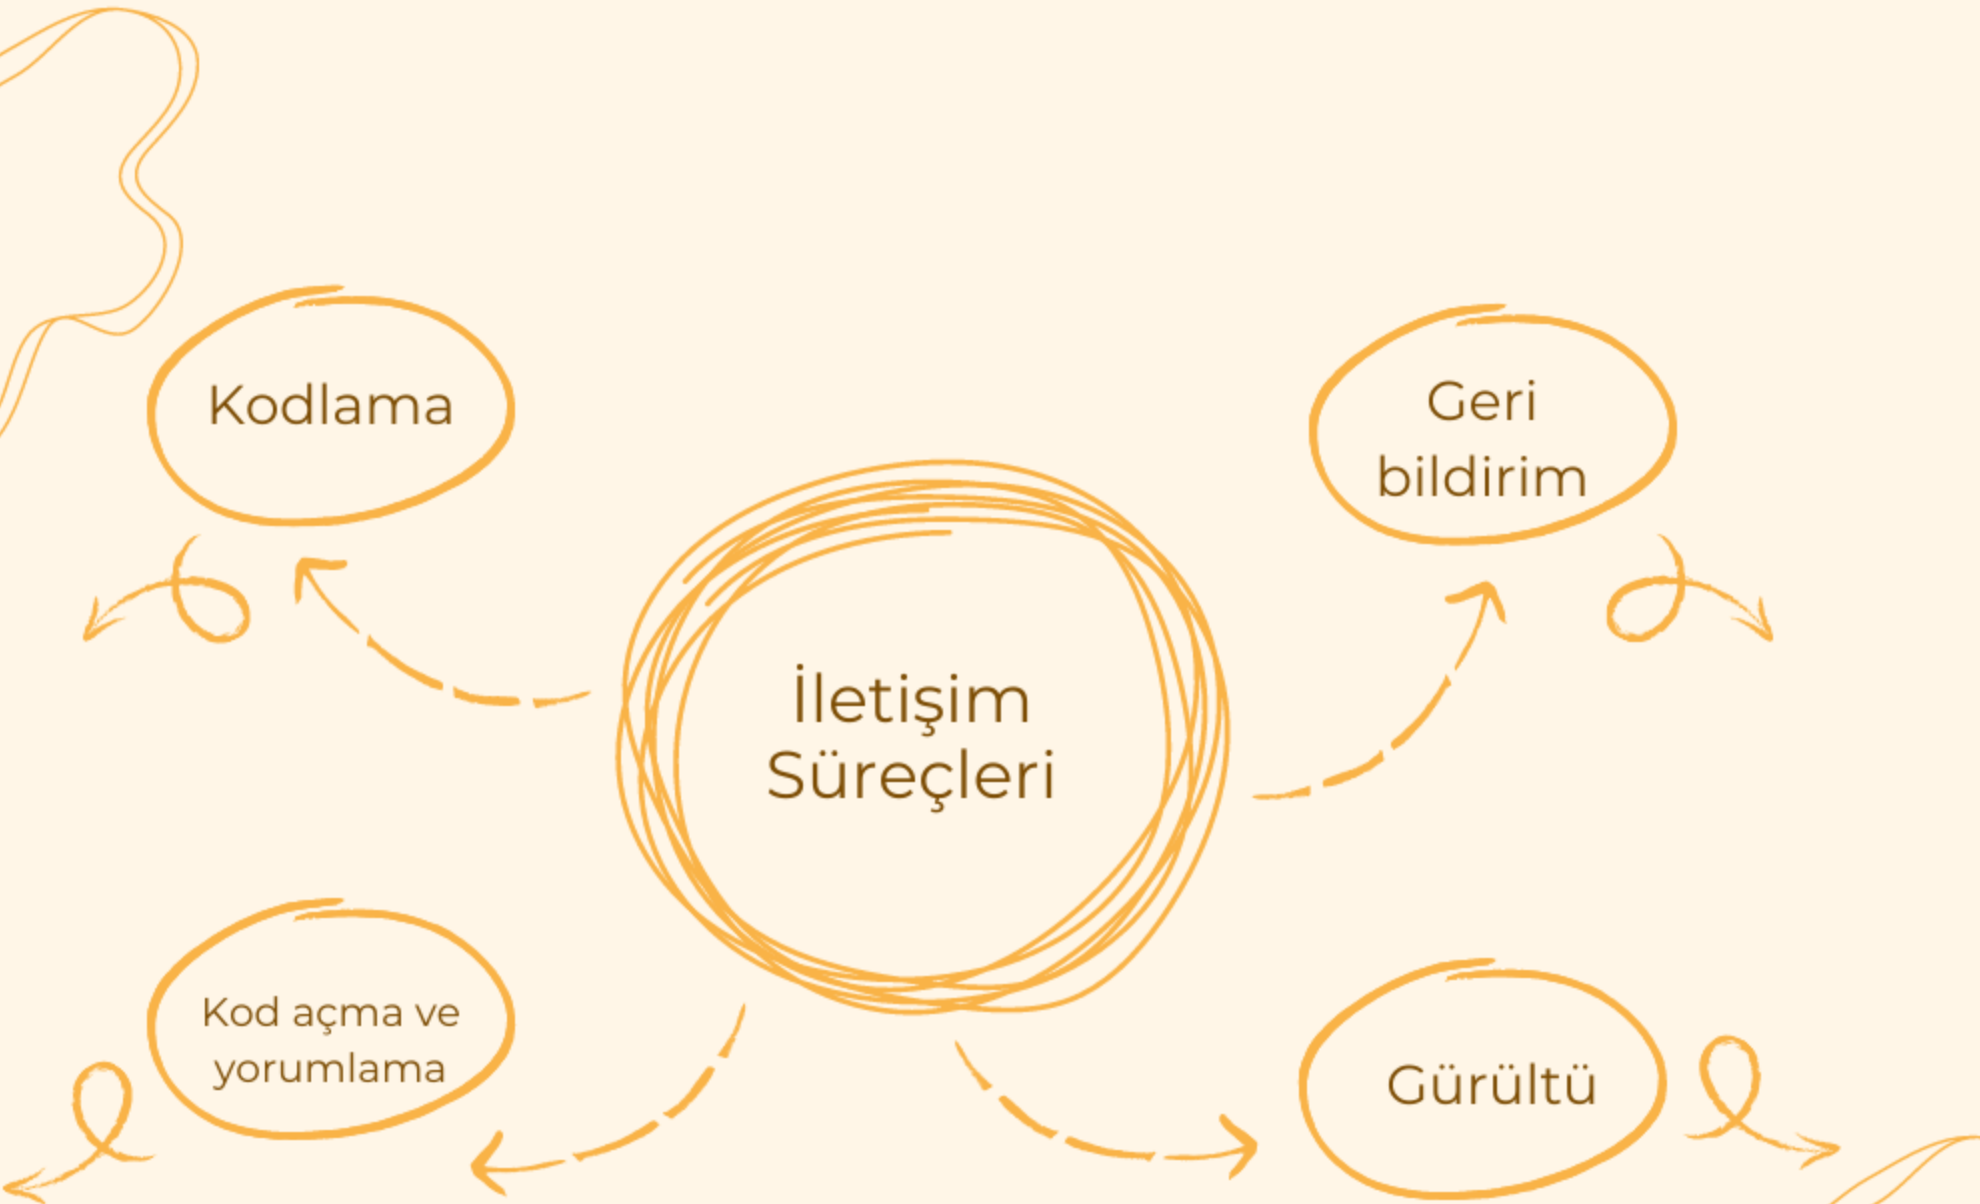 Kodlama
Geri
bildirim
İletişim
Süreçleri
Kod açma ve
yorumlama
Gürültü